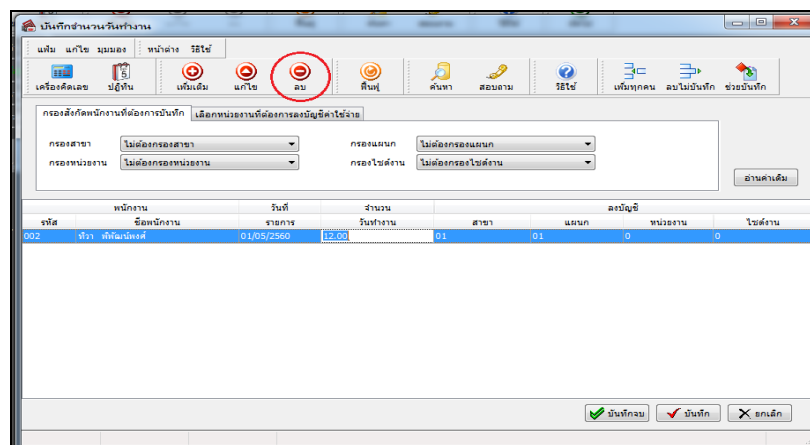 บันทึกจำนวนวันทำงาน
แฟ้ม แก้ไข มุมมอง หน้าต่าง วิธีใช้
เครื่องคิดเลข ปฏิทิน เพิ่มเติม แก้ไข ลบ ฟื้นฟู ค้นหา สอบถาม วิธีใช้ เพิ่มทุกคน ลบไม่บันทึก ช่วยบันทึก
กรองสังกัดพนักงานที่ต้องการบันทึก เลือกหน่วยงานที่ต้องการลงบัญชีค่าใช้จ่าย
กรองสาขา ไม่ต้องกรองสาขา กรองแผนก ไม่ต้องกรองแผนก
กรองหน่วยงาน ไม่ต้องกรองหน่วยงาน กรองไซด์งาน ไม่ต้องกรองไซด์งาน
อ่านค่าเดิม
พนักงาน วันที่ จำนวน ลงบัญชี
รหัส ชื่อพนักงาน รายการ วันทำงาน สาขา แผนก หน่วยงาน ไซด์งาน
002 ทิวา พิพัฒน์พงศ์ 01/05/2560 12.00 01 01 0 0
บันทึกจบ บันทึก ยกเลิก